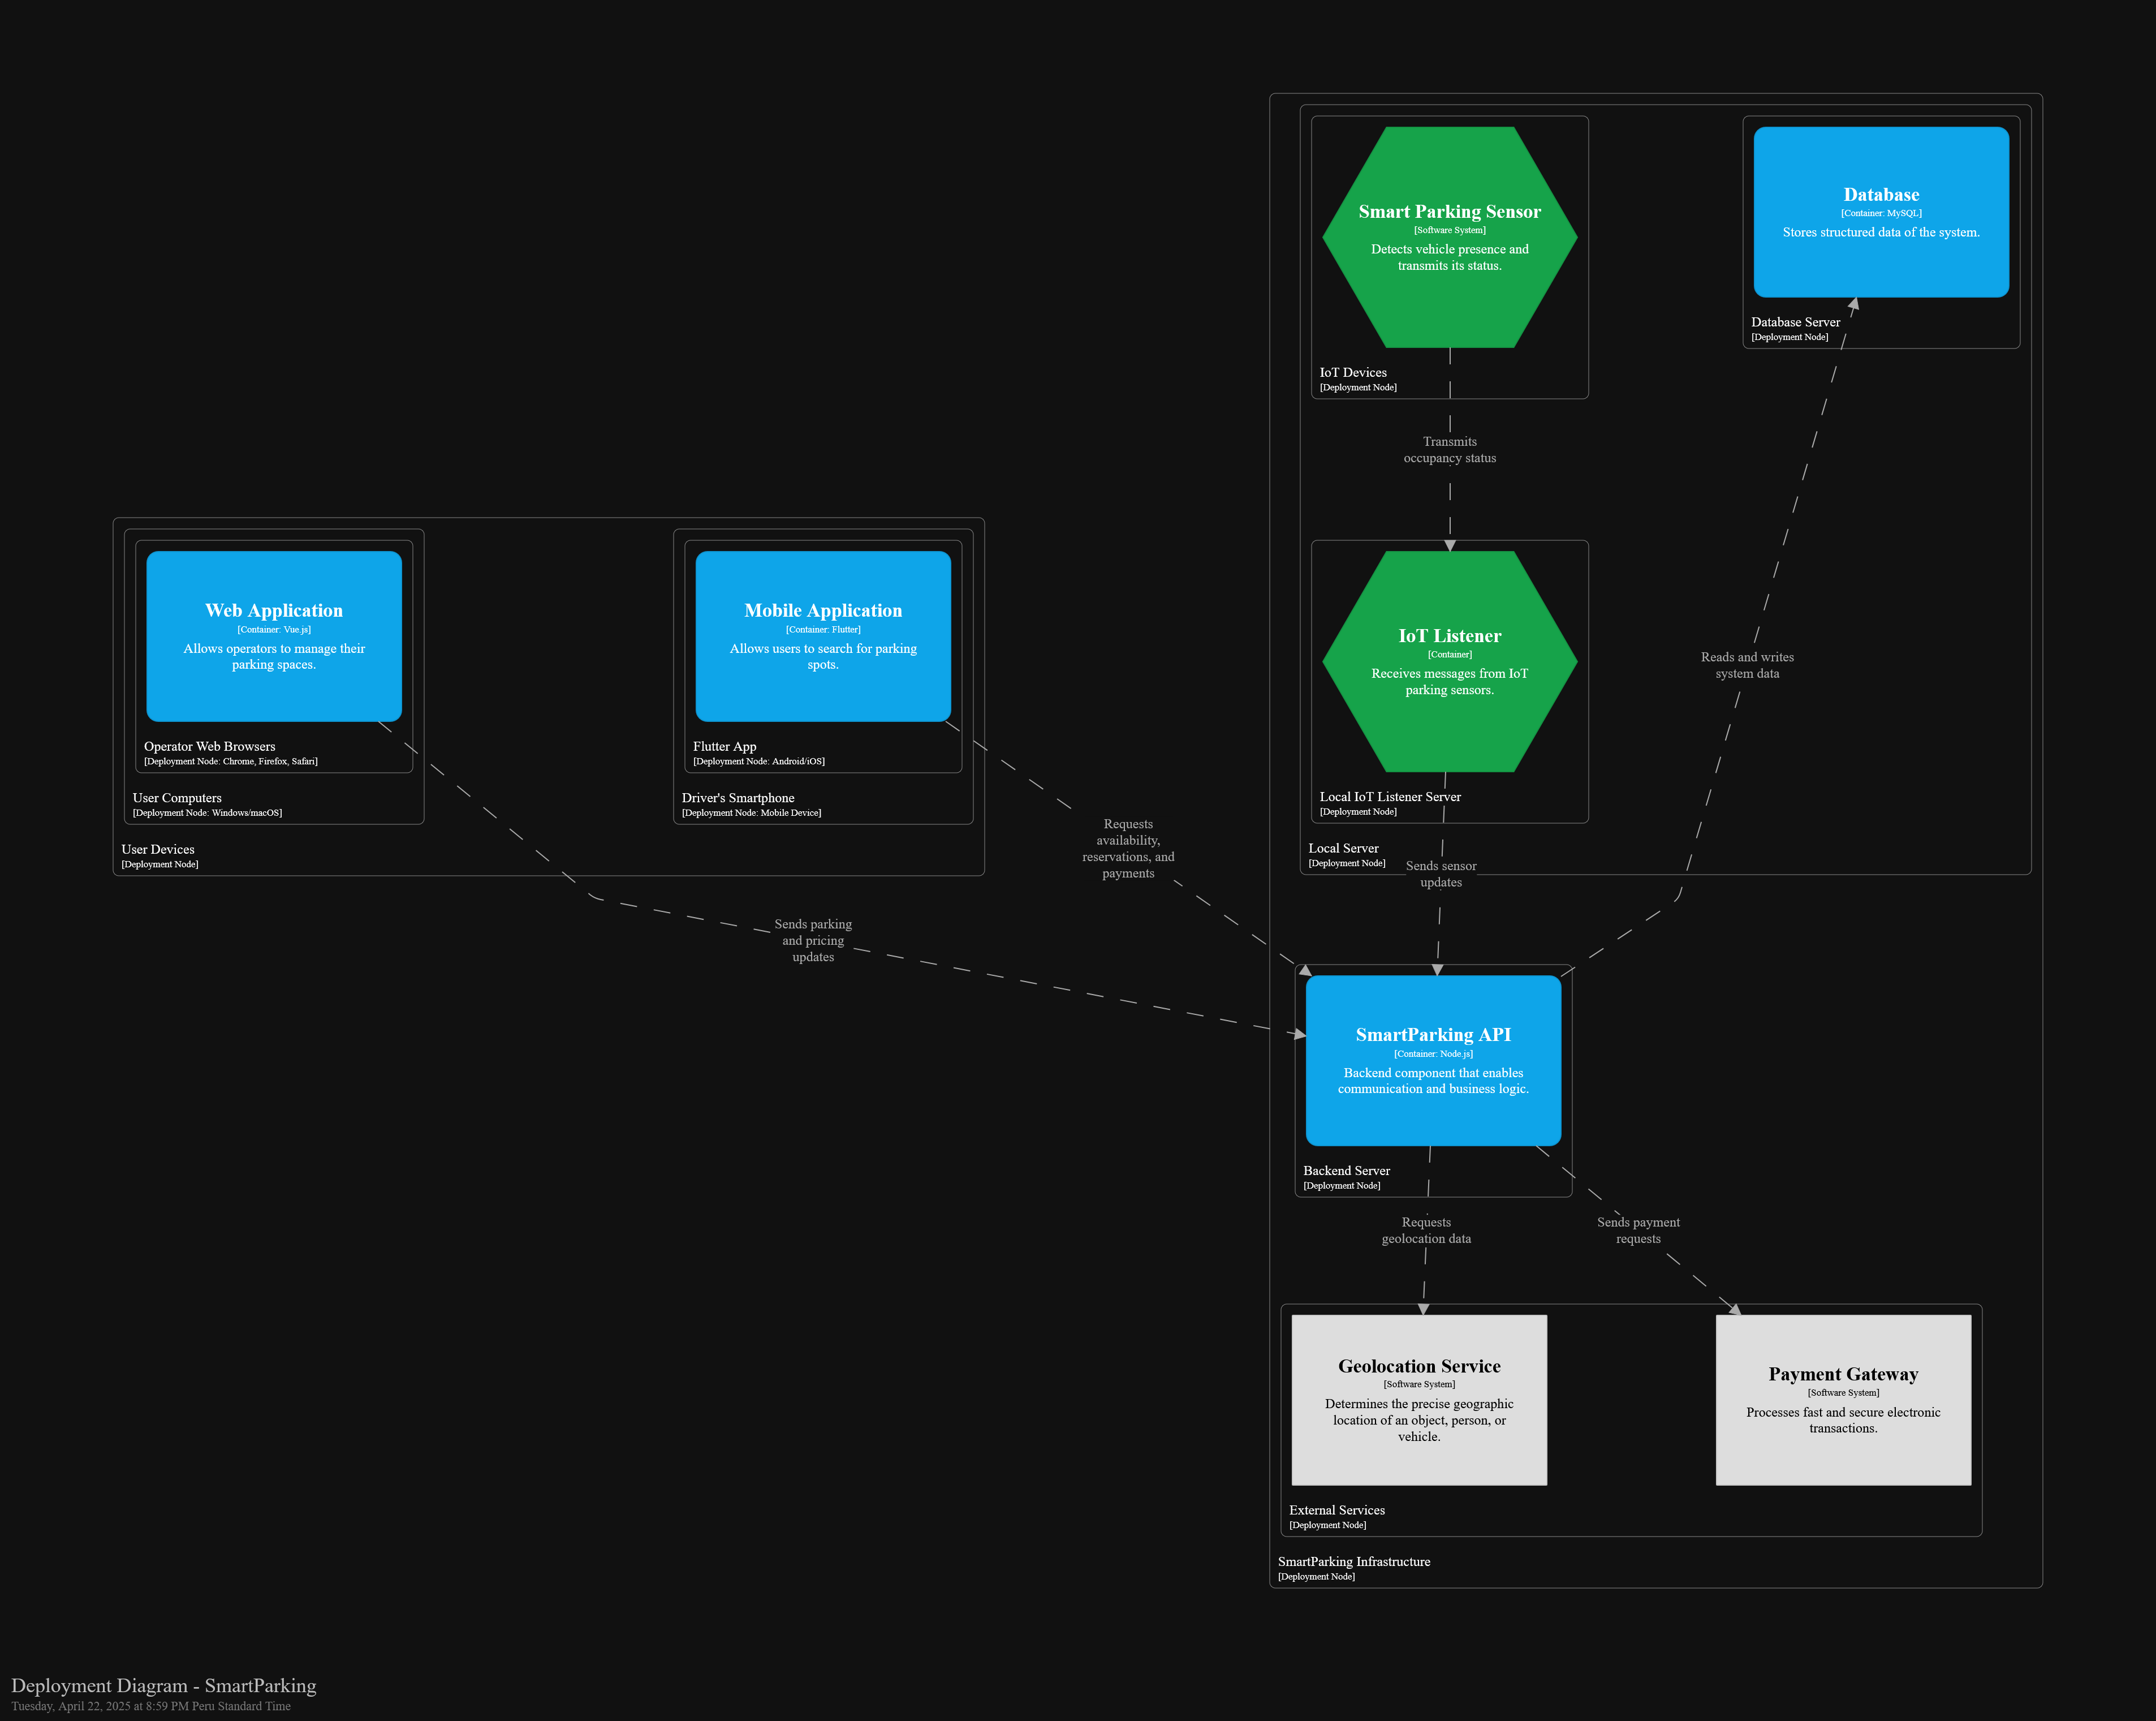 Smart Parking Sensor
[Software System]
Detects vehicle presence and
transmits its status.
IoT Devices
[Deployment Node]
Database
[Container: MySQL]
Stores structured data of the system.
Database Server
[Deployment Node]
Transmits
occupancy status
Web Application
[Container: Vue.js]
Allows operators to manage their
parking spaces.
Operator Web Browsers
[Deployment Node: Chrome, Firefox, Safari]
User Computers
[Deployment Node: Windows/macOS]
Mobile Application
[Container: Flutter]
Allows users to search for parking
spots.
Flutter App
[Deployment Node: Android/iOS]
Driver's Smartphone
[Deployment Node: Mobile Device]
User Devices
[Deployment Node]
IoT Listener
[Container]
Receives messages from IoT
parking sensors.
Local IoT Listener Server
[Deployment Node]
Local Server
[Deployment Node]
Reads and writes
system data
Requests
availability,
reservations, and
payments
Sends sensor
updates
Sends parking
and pricing
updates
SmartParking API
[Container: Node.js]
Backend component that enables
communication and business logic.
Backend Server
[Deployment Node]
Requests
geolocation data
Sends payment
requests
Geolocation Service
[Software System]
Determines the precise geographic
location of an object, person, or
vehicle.
Payment Gateway
[Software System]
Processes fast and secure electronic
transactions.
External Services
[Deployment Node]
SmartParking Infrastructure
[Deployment Node]
Deployment Diagram - SmartParking
Tuesday, April 22, 2025 at 8:59 PM Peru Standard Time